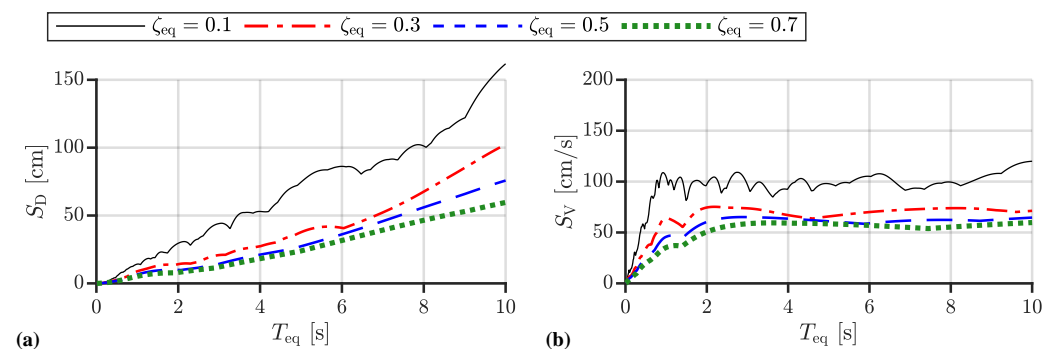 ζeq = 0.1 ζeq = 0.3 ζeq = 0.5 ζeq = 0.7
150
100
50
0
SD [cm]
0 2 4 6 8 10
Teq [s]
(a)
200
150
100
50
0
SV [cm/s]
0 2 4 6 8 10
Teq [s]
(b)